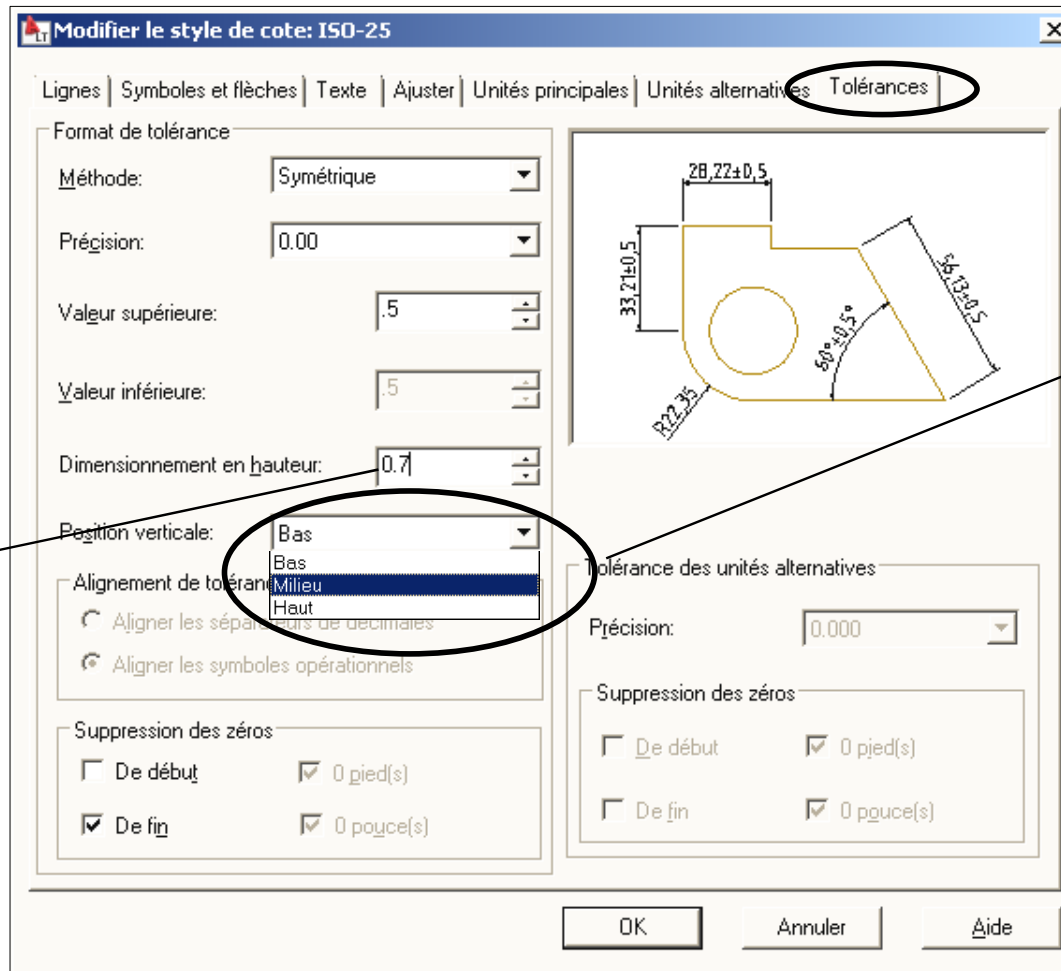 LT Modifier le style de cote: ISO-25
Lignes Symboles et flèches Texte Ajuster Unités principales Unités alternatives Tolérances
Format de tolérance
Méthode: Symétrique
Précision: 0.00
Valeur supérieure: .5
Valeur inférieure: .5
Dimensionnement en hauteur: 0.7
Position verticale: Bas
Bas
Milieu
Haut
Alignement de toléran
Aligner les séparateurs de décimales
Aligner les symboles opérationnels
Suppression des zéros
De début 0 pied(s)
De fin 0 pouce(s)
28,22±0,5
33,21±0,5
56,13±0,5
60°±0,5°
R22,35
Tolérance des unités alternatives
Précision: 0.000
Suppression des zéros
De début 0 pied(s)
De fin 0 pouce(s)
OK Annuler Aide